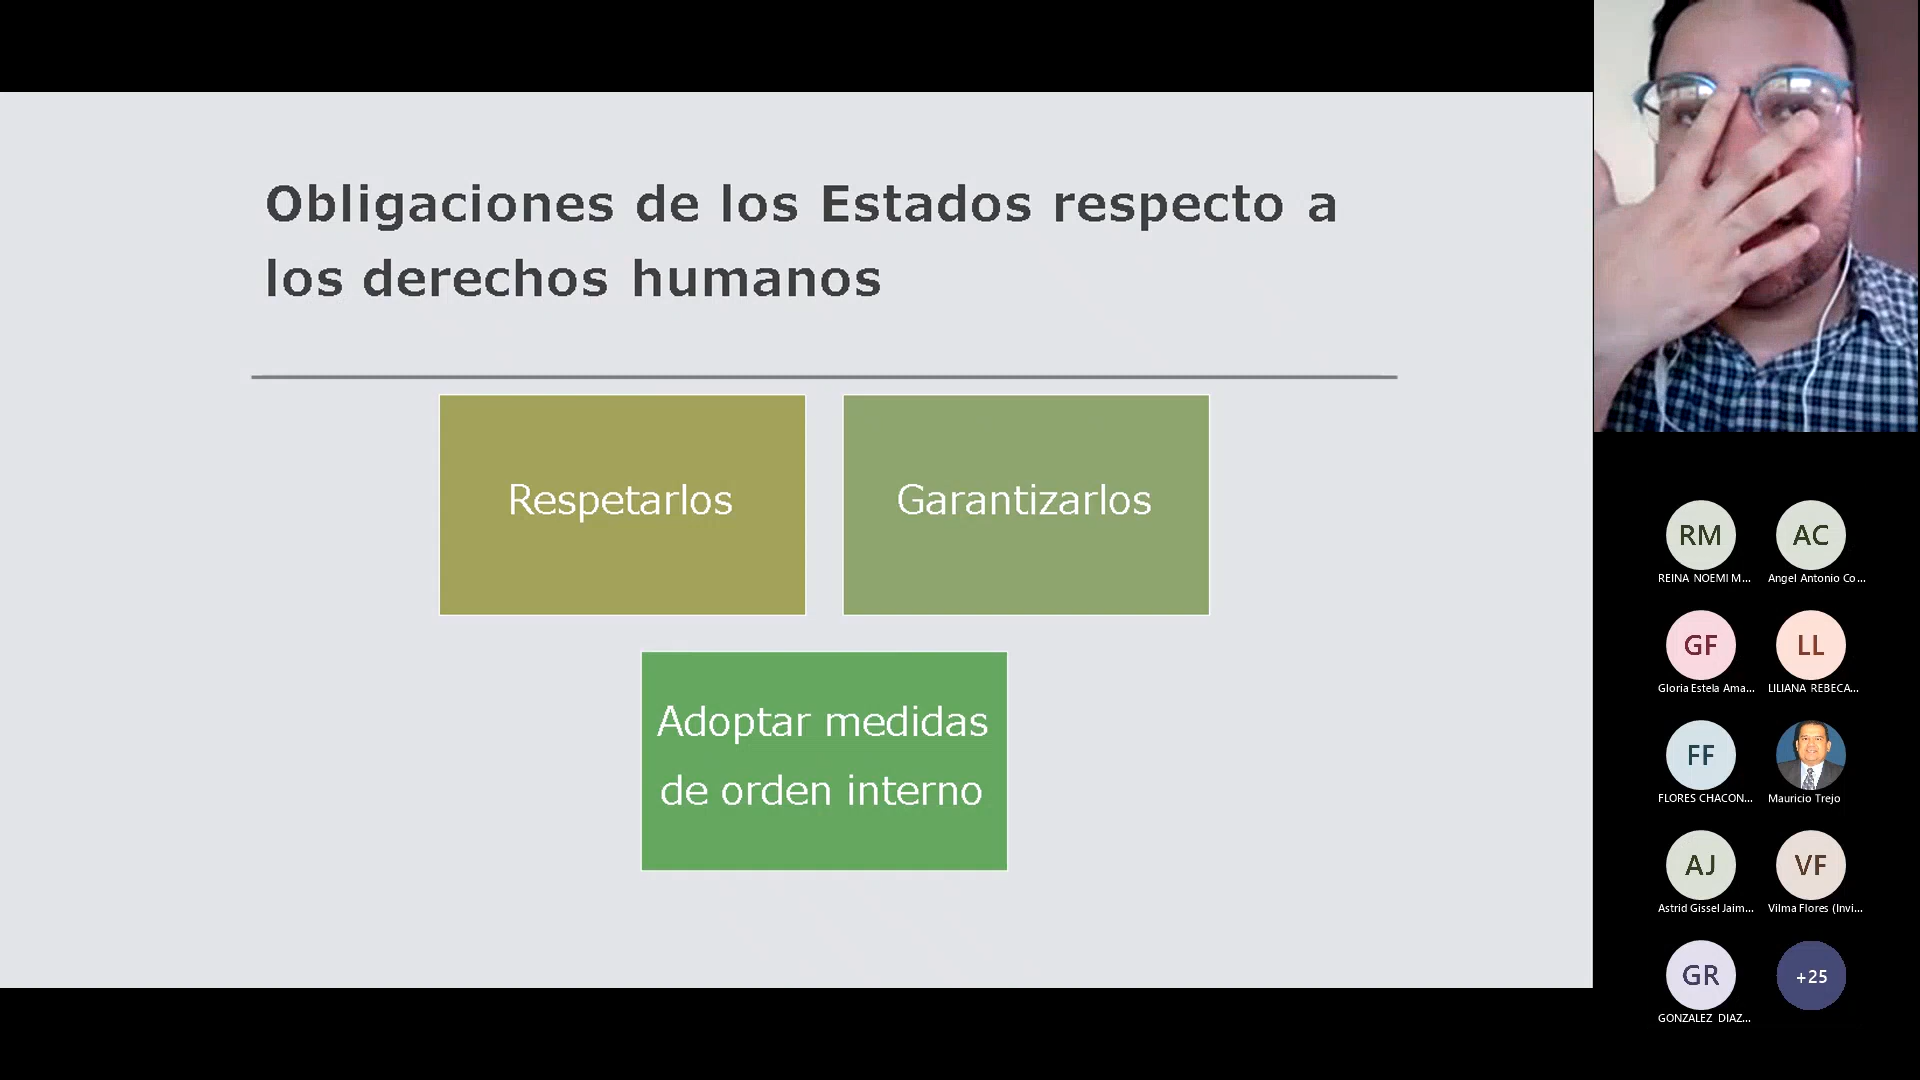 Obligaciones de los Estados respecto a
los derechos humanos
Respetarlos
Garantizarlos
Adoptar medidas
de orden interno
RM
REINA NOEMI M...
AC
Angel Antonio Co...
GF
Gloria Estela Ama...
LL
LILIANA REBECA...
FF
FLORES CHACON...
Mauricio Trejo
AJ
Astrid Gissel Jaim...
VF
Vilma Flores (Invi...
GR
GONZALEZ DIAZ...
+25